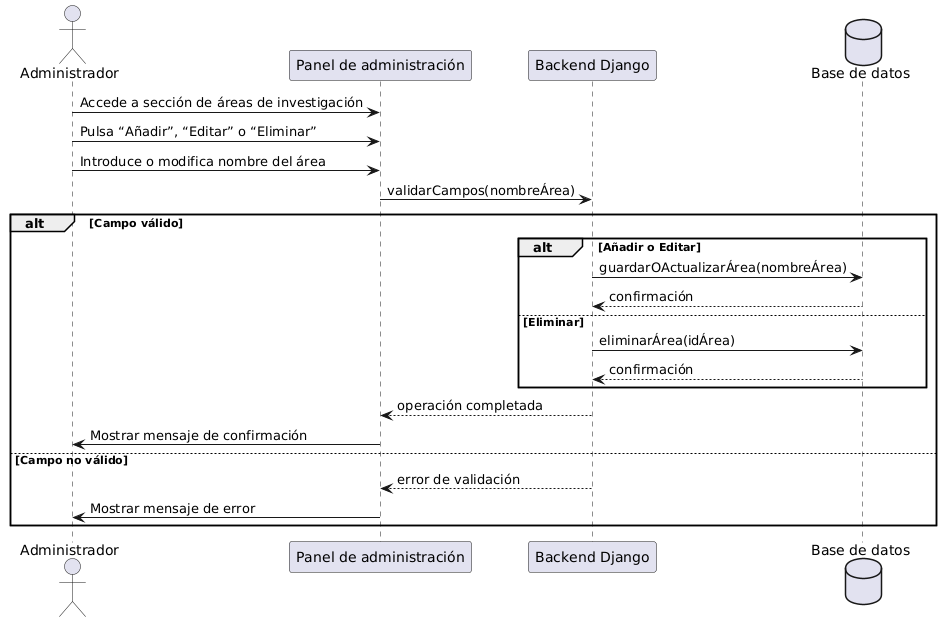 Administrador
Panel de administración
Backend Django
Base de datos
Accede a sección de áreas de investigación
Pulsa “Añadir”, “Editar” o “Eliminar”
Introduce o modifica nombre del área
validarCampos(nombreÁrea)
alt [Campo válido]
alt [Añadir o Editar]
guardarOActualizarÁrea(nombreÁrea)
confirmación
[Eliminar]
eliminarÁrea(idÁrea)
confirmación
operación completada
Mostrar mensaje de confirmación
[Campo no válido]
error de validación
Mostrar mensaje de error
Administrador
Panel de administración
Backend Django
Base de datos